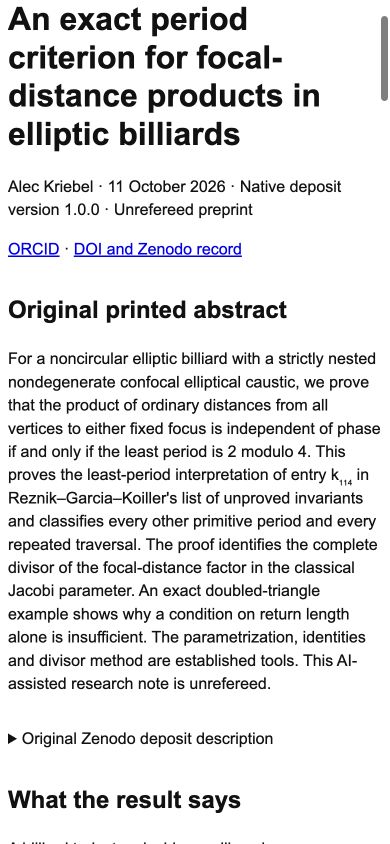 An exact period
criterion for focal-
distance products in
elliptic billiards
Alec Kriebel · 11 October 2026 · Native deposit
version 1.0.0 · Unrefereed preprint
ORCID · DOI and Zenodo record
Original printed abstract
For a noncircular elliptic billiard with a strictly nested
nondegenerate confocal elliptical caustic, we prove
that the product of ordinary distances from all
vertices to either fixed focus is independent of phase
if and only if the least period is 2 modulo 4. This
proves the least-period interpretation of entry k₁₁₄ in
Reznik–Garcia–Koiller's list of unproved invariants
and classifies every other primitive period and every
repeated traversal. The proof identifies the complete
divisor of the focal-distance factor in the classical
Jacobi parameter. An exact doubled-triangle
example shows why a condition on return length
alone is insufficient. The parametrization, identities
and divisor method are established tools. This AI-
assisted research note is unrefereed.
▶ Original Zenodo deposit description
What the result says